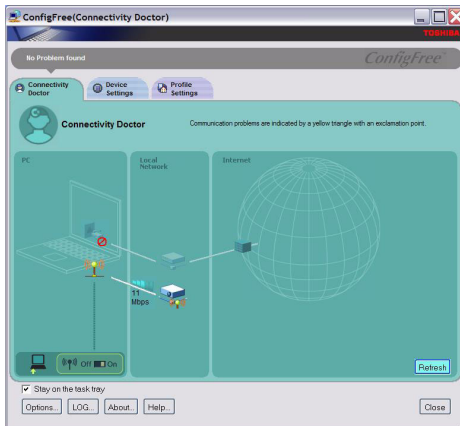 ConfigFree(Connectivity Doctor)
TOSHIBA
No Problem found
ConfigFree
Connectivity
Doctor
Device
Settings
Profile
Settings
Connectivity Doctor
Communication problems are indicated by a yellow triangle with an exclamation point.
PC
Local
Network
Internet
11
Mbps
Off On
Refresh
Stay on the task tray
Options...
LOG...
About...
Help...
Close